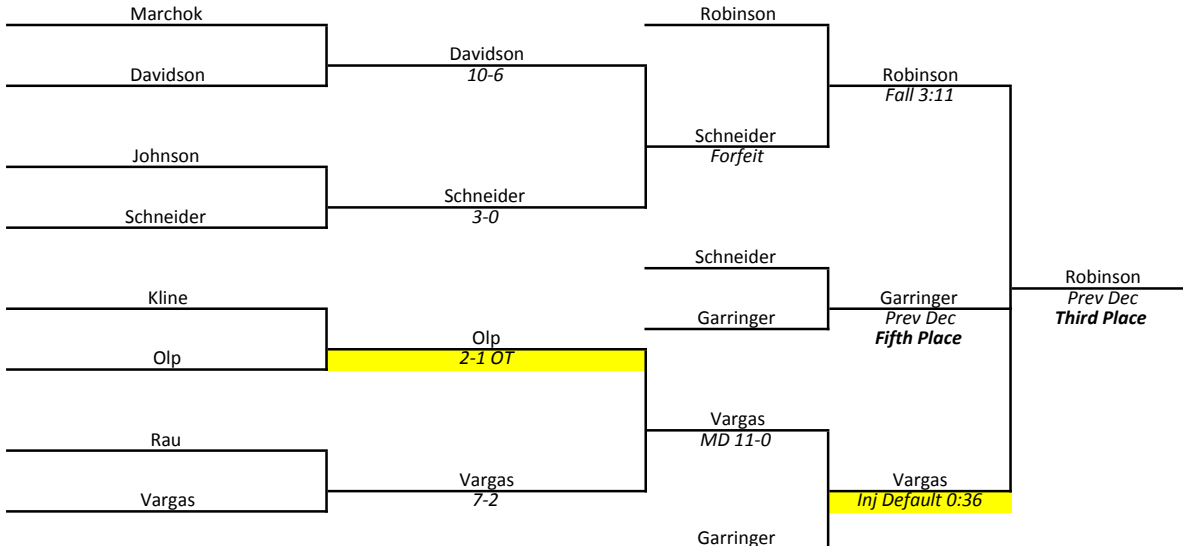 Marchok
Robinson
Davidson
10-6
Davidson
Robinson
Fall 3:11
Johnson
Schneider
Forfeit
Schneider
3-0
Schneider
Schneider
Kline
Garringer
Garringer
Prev Dec
Fifth Place
Robinson
Prev Dec
Third Place
Olp
2-1 OT
Olp
Vargas
MD 11-0
Rau
Vargas
7-2
Vargas
Vargas
Inj Default 0:36
Garringer